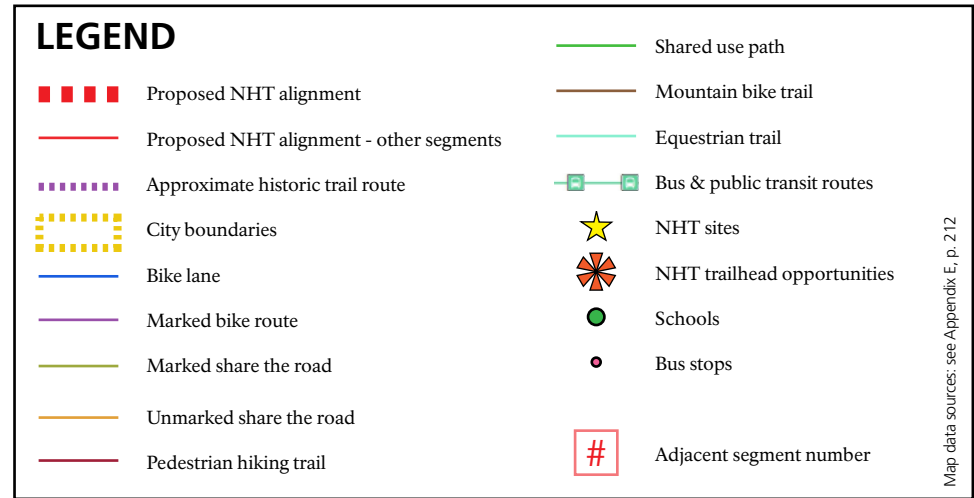 LEGEND
Proposed NHT alignment
Proposed NHT alignment - other segments
Approximate historic trail route
City boundaries
Bike lane
Marked bike route
Marked share the road
Unmarked share the road
Pedestrian hiking trail
Shared use path
Mountain bike trail
Equestrian trail
Bus & public transit routes
NHT sites
NHT trailhead opportunities
Schools
Bus stops
# Adjacent segment number
Map data sources: see Appendix E, p. 212